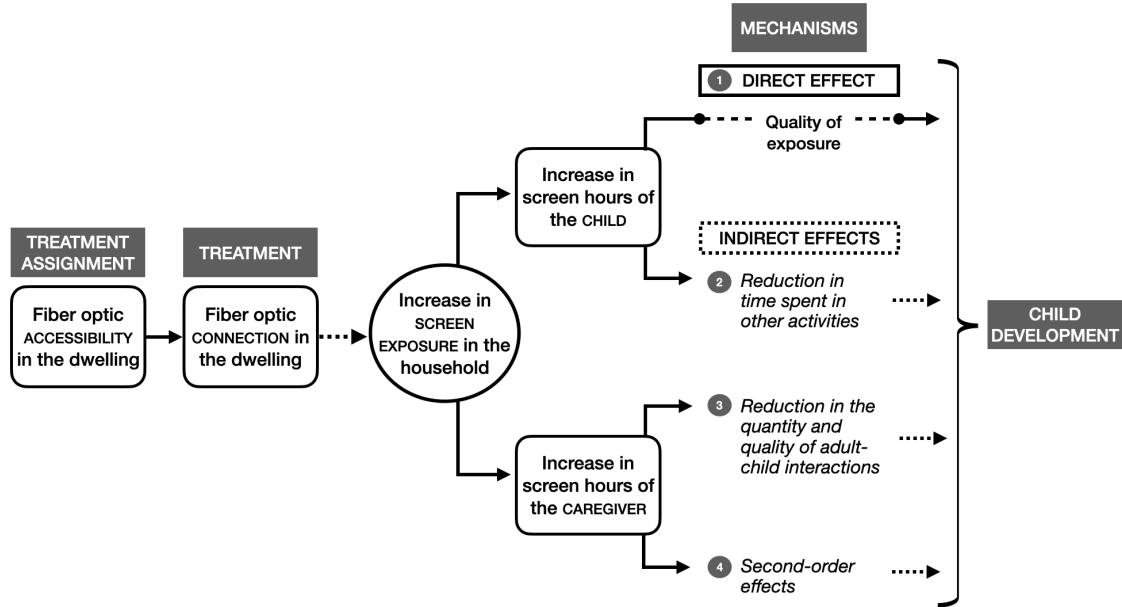 TREATMENT
ASSIGNMENT
Fiber optic
ACCESSIBILITY
in the dwelling
TREATMENT
Fiber optic
CONNECTION in
the dwelling
Increase in
SCREEN
EXPOSURE in the
household
Increase in
screen hours of
the CHILD
Increase in
screen hours of
the CAREGIVER
MECHANISMS
1 DIRECT EFFECT
Quality of
exposure
INDIRECT EFFECTS
2 Reduction in
time spent in
other activities
3 Reduction in the
quantity and
quality of adult-
child interactions
4 Second-order
effects
CHILD
DEVELOPMENT